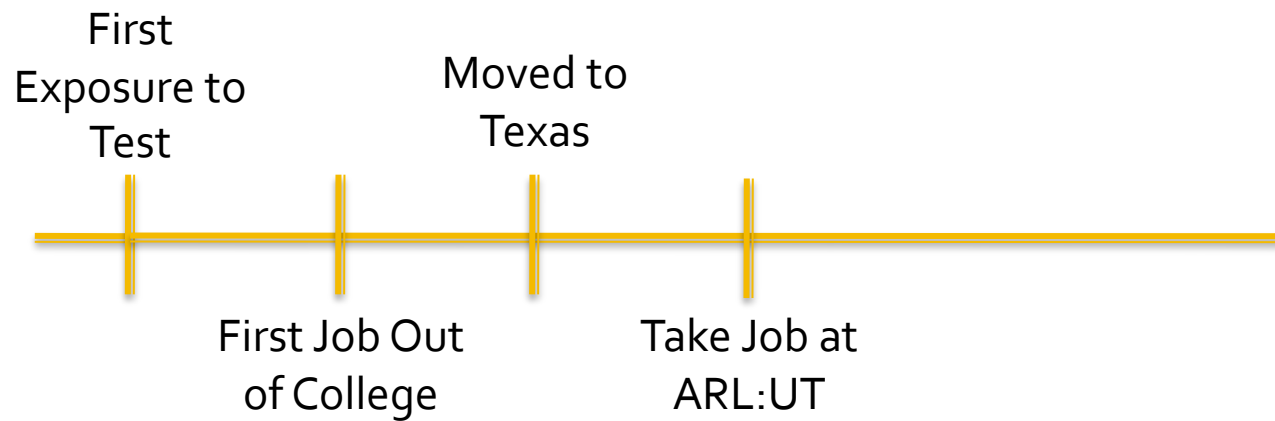 First
Exposure to
Test
Moved to
Texas
First Job Out
of College
Take Job at
ARL:UT